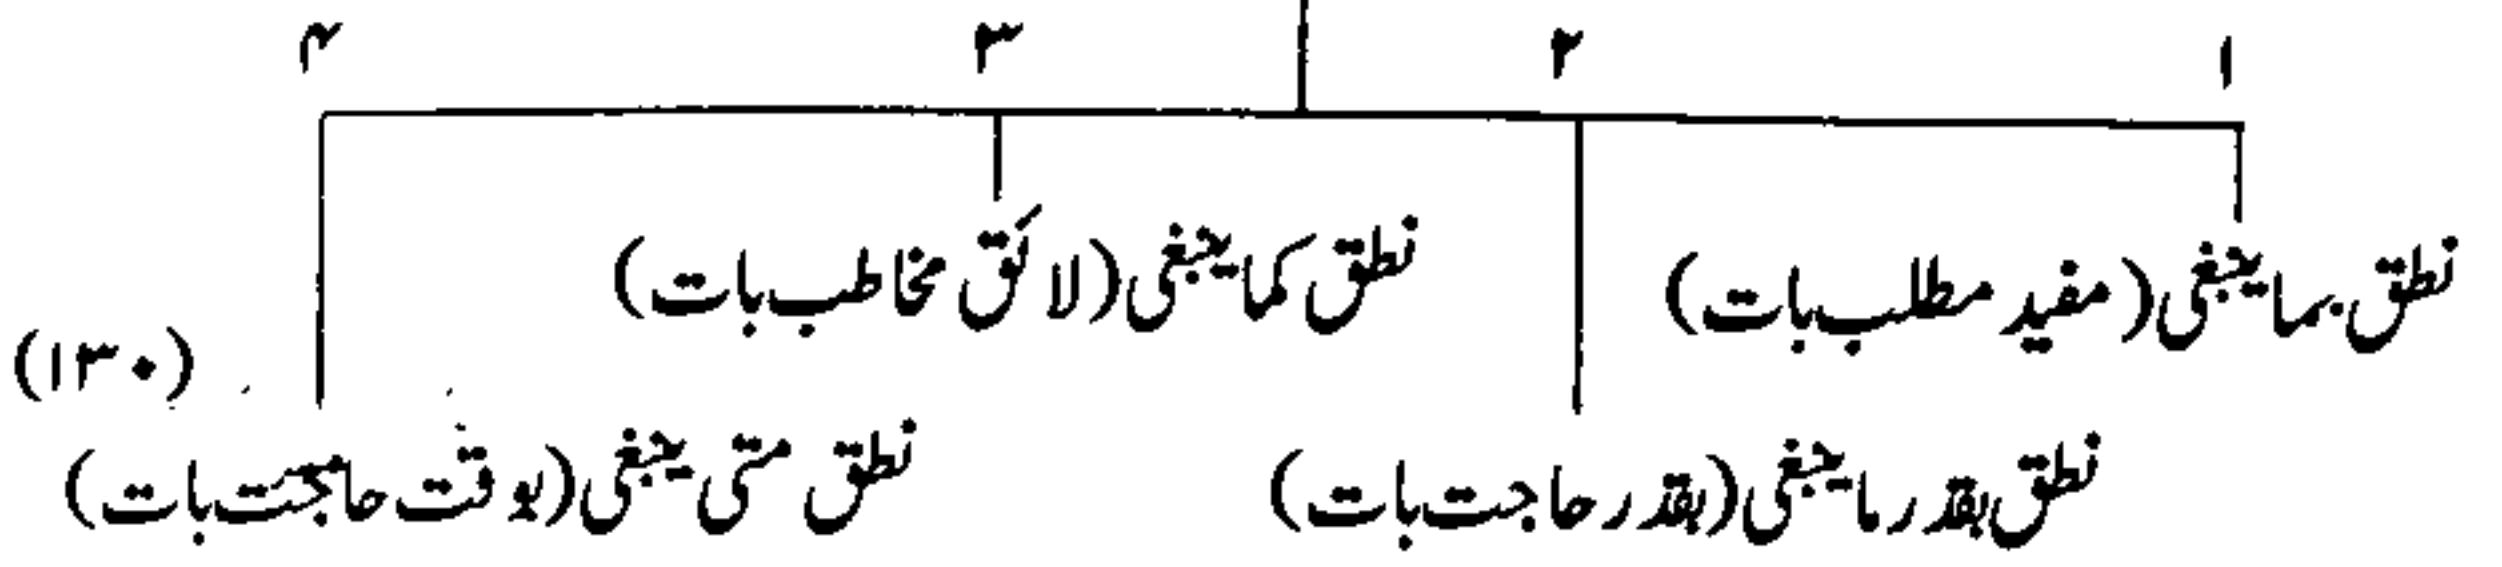 ۱ ۲ ۳ ۴
نطق بما ینبغی (مفید مطلب بات)
نطق کما ینبغی (لائق مخاطب بات)
(۱۳۰)
نطق بقدر ما ینبغی (بقدر حاجت بات)
نطق متی ینبغی (بوقت حاجت بات)